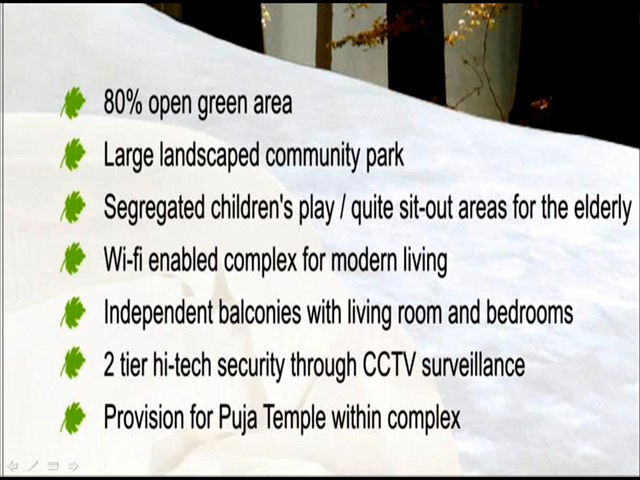 80% open green area
Large landscaped community park
Segregated children's play / quite sit-out areas for the elderly
Wi-fi enabled complex for modern living
Independent balconies with living room and bedrooms
2 tier hi-tech security through CCTV surveillance
Provision for Puja Temple within complex